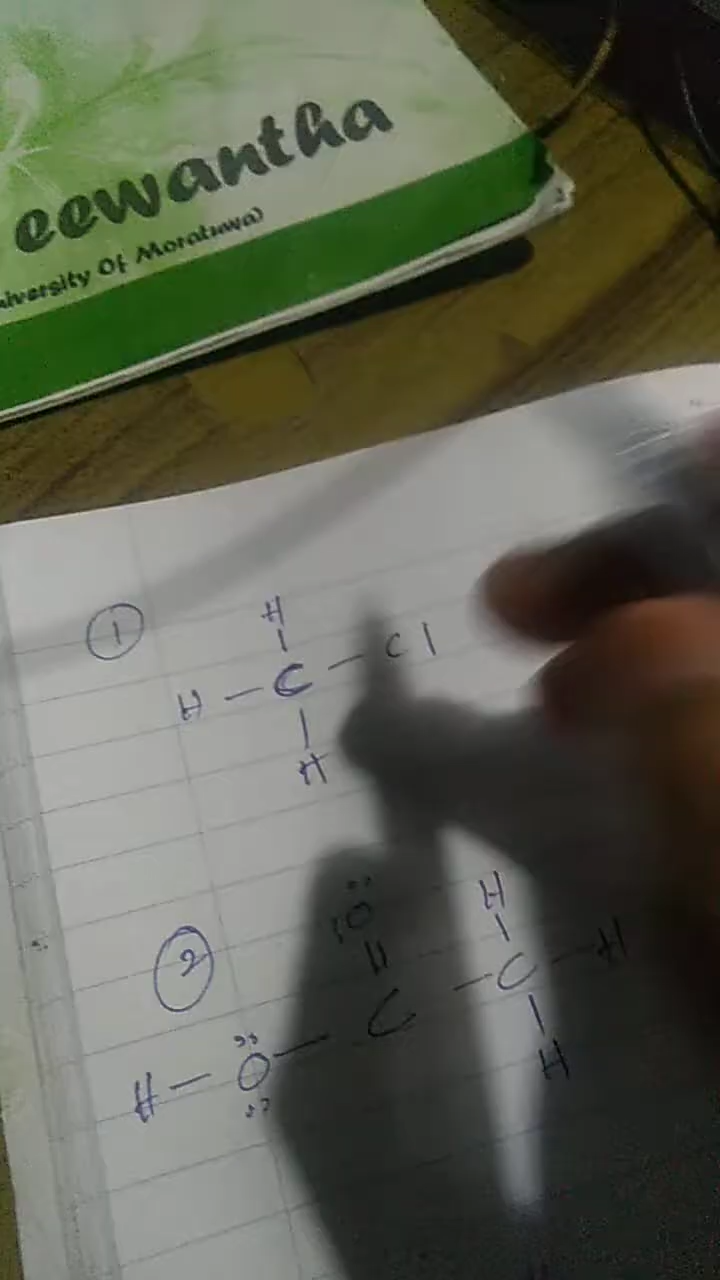 eewantha
niversity Of Moratuwa)
1
H
H - C - Cl
H
2
O H
H - O - C - C - H
H